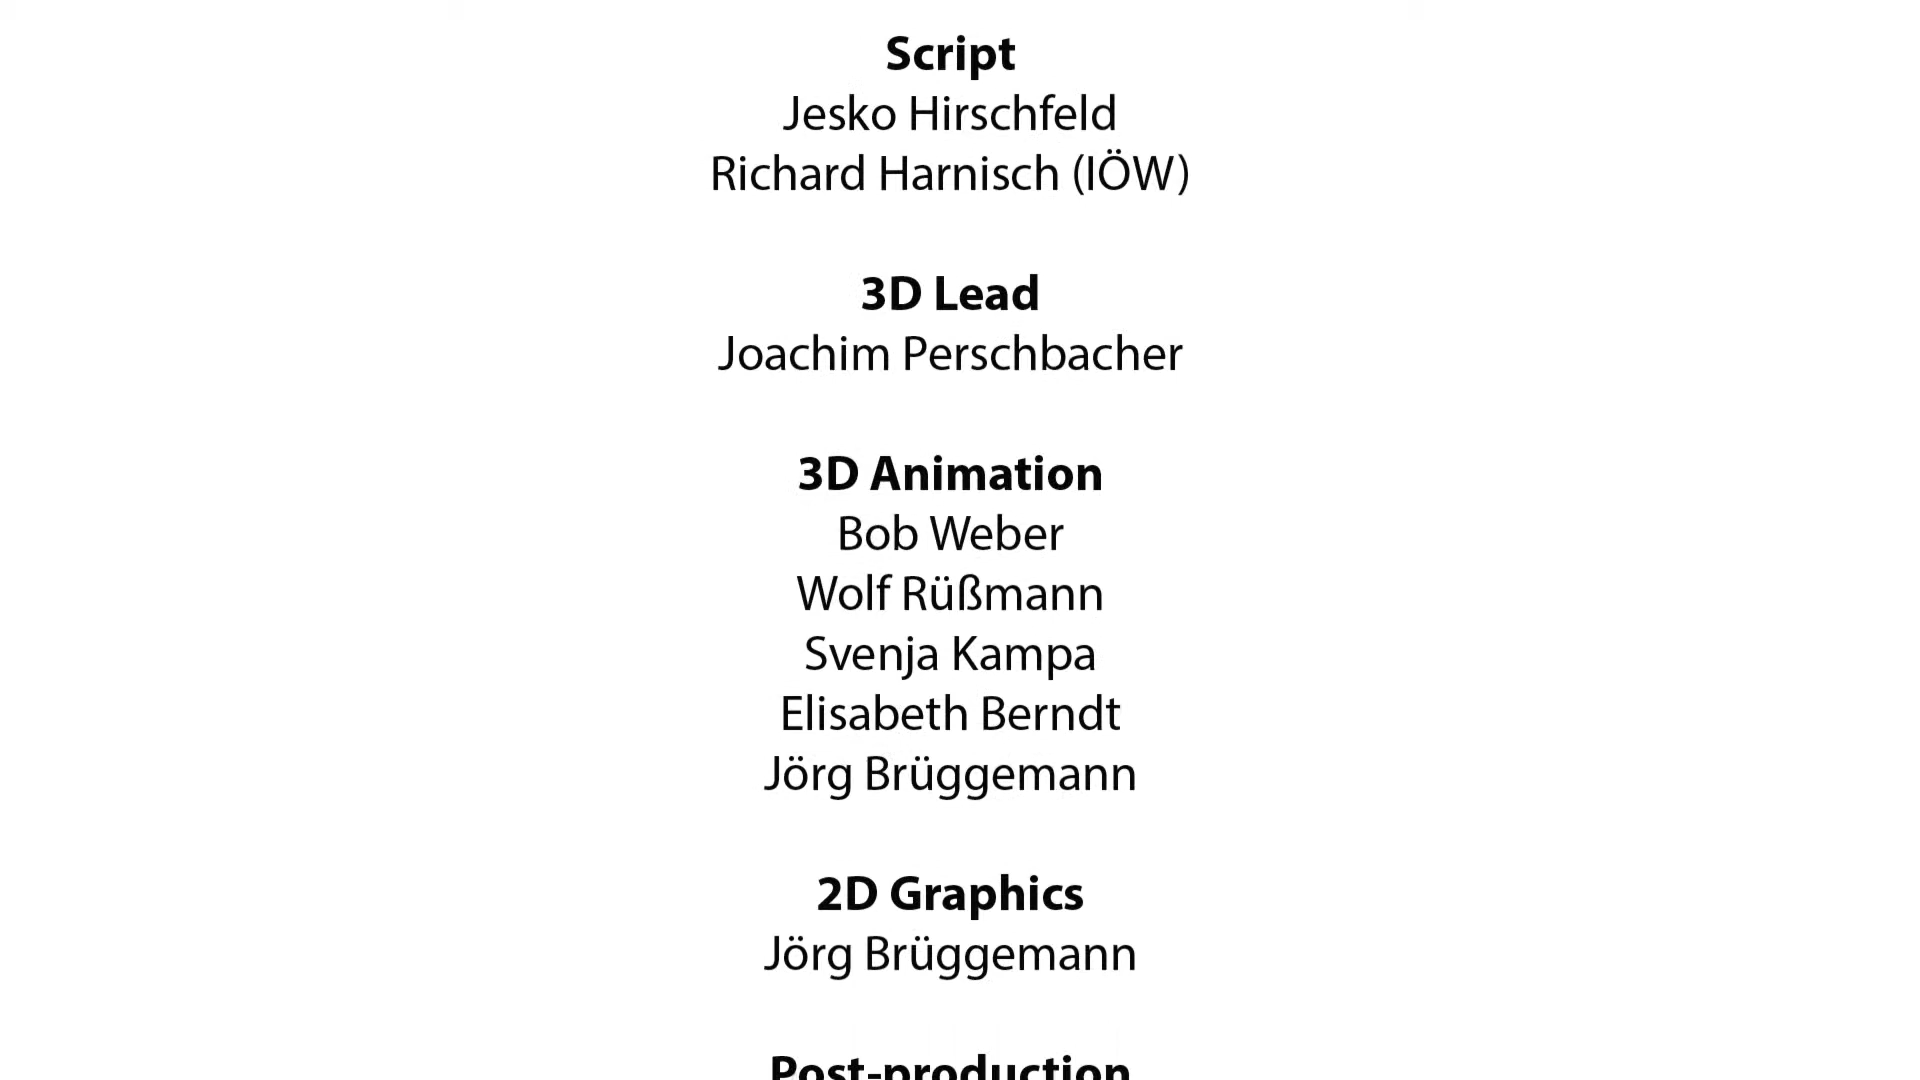 Script
Jesko Hirschfeld
Richard Harnisch (IÖW)
3D Lead
Joachim Perschbacher
3D Animation
Bob Weber
Wolf Rüßmann
Svenja Kampa
Elisabeth Berndt
Jörg Brüggemann
2D Graphics
Jörg Brüggemann
Post-production